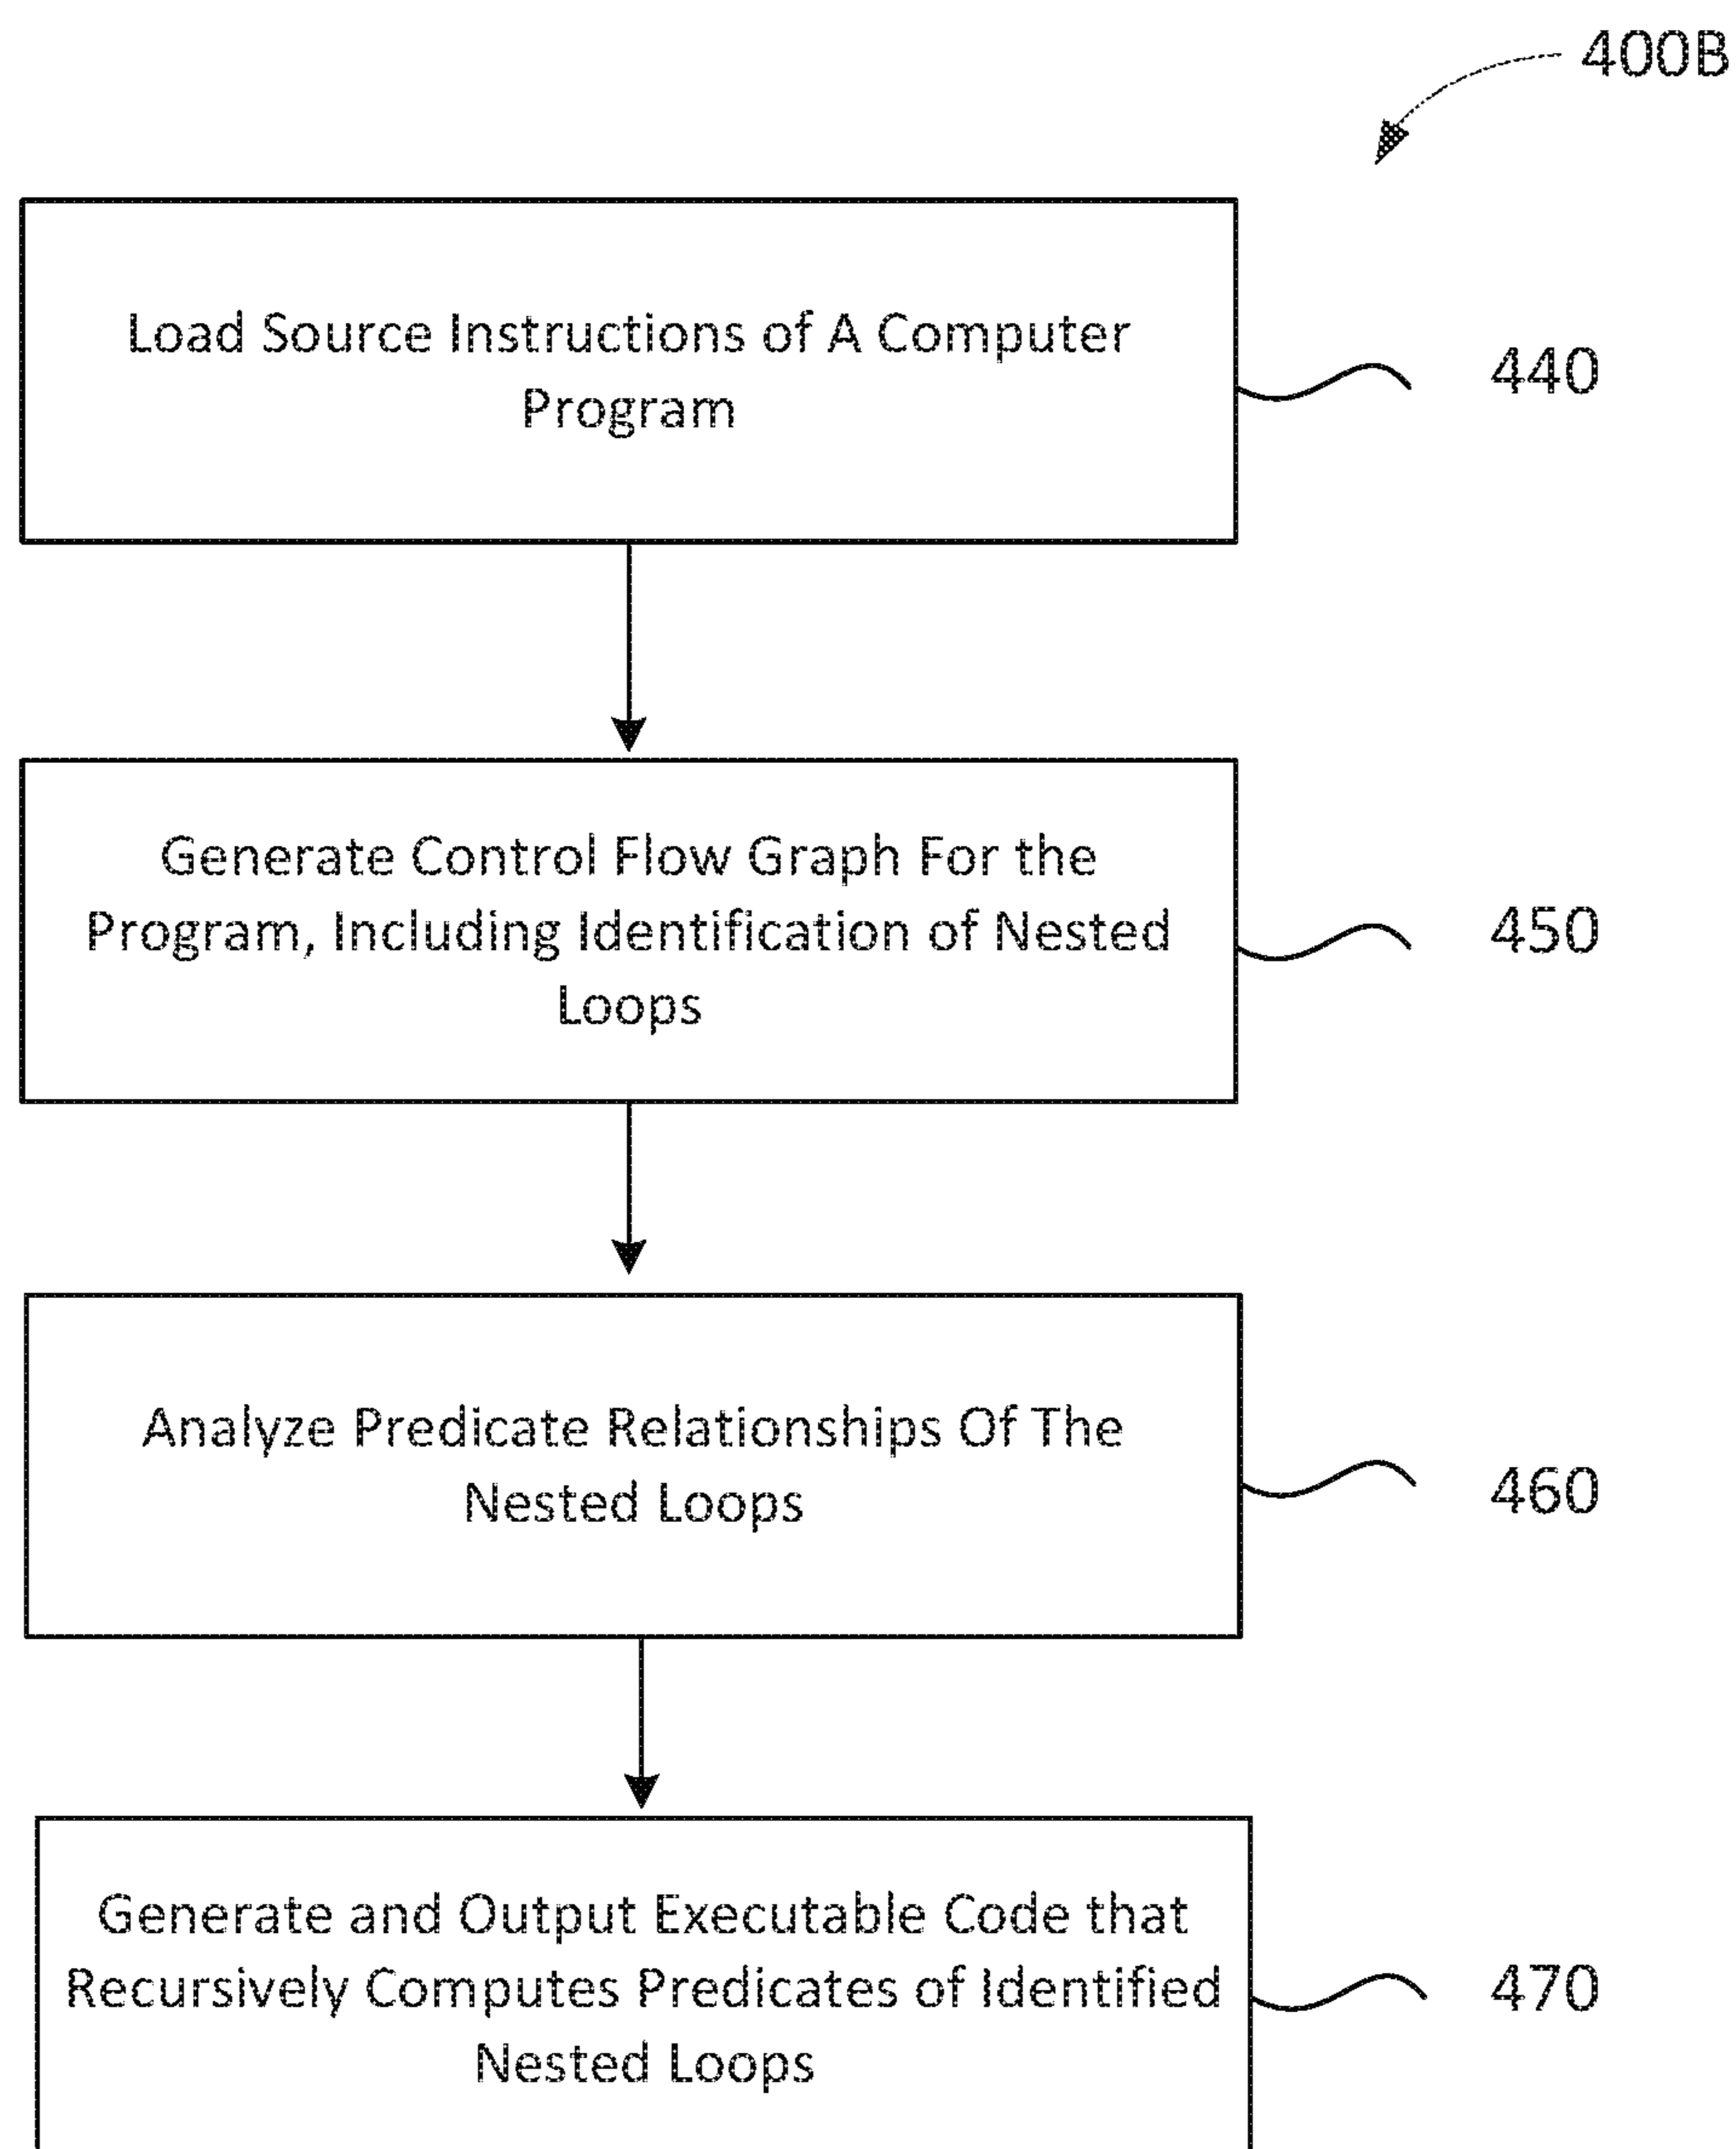 400B
Load Source Instructions of A Computer
Program
440
Generate Control Flow Graph For the
Program, Including Identification of Nested
Loops
450
Analyze Predicate Relationships Of The
Nested Loops
460
Generate and Output Executable Code that
Recursively Computes Predicates of Identified
Nested Loops
470